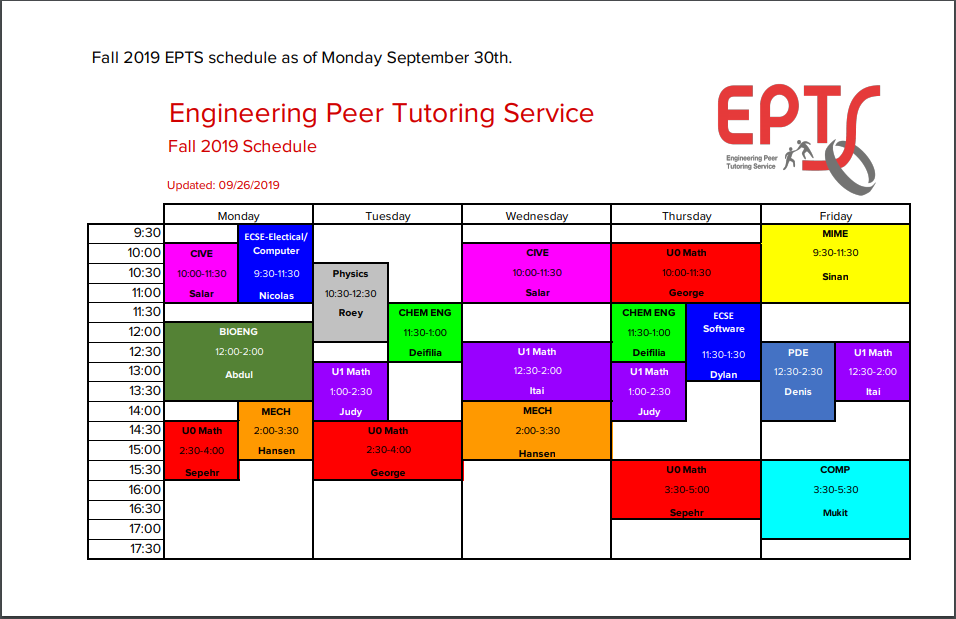 Fall 2019 EPTS schedule as of Monday September 30th.
Engineering Peer Tutoring Service
Fall 2019 Schedule
Updated: 09/26/2019
EPTS
Engineering Peer
Tutoring Service
Monday
Tuesday
Wednesday
Thursday
Friday
9:30
10:00
10:30
11:00
11:30
12:00
12:30
13:00
13:30
14:00
14:30
15:00
15:30
16:00
16:30
17:00
17:30
CIVE
10:00-11:30
Salar
ECSE-Electical/
Computer
9:30-11:30
Nicolas
BIOENG
12:00-2:00
Abdul
MECH
2:00-3:30
Hansen
U0 Math
2:30-4:00
Sepehr
Physics
10:30-12:30
Roey
CHEM ENG
11:30-1:00
Deifilia
U1 Math
1:00-2:30
Judy
U0 Math
2:30-4:00
George
CIVE
10:00-11:30
Salar
U1 Math
12:30-2:00
Itai
MECH
2:00-3:30
Hansen
U0 Math
10:00-11:30
George
CHEM ENG
11:30-1:00
Deifilia
ECSE
Software
11:30-1:30
Dylan
U1 Math
1:00-2:30
Judy
U0 Math
3:30-5:00
Sepehr
MIME
9:30-11:30
Sinan
PDE
12:30-2:30
Denis
U1 Math
12:30-2:00
Itai
COMP
3:30-5:30
Mukit